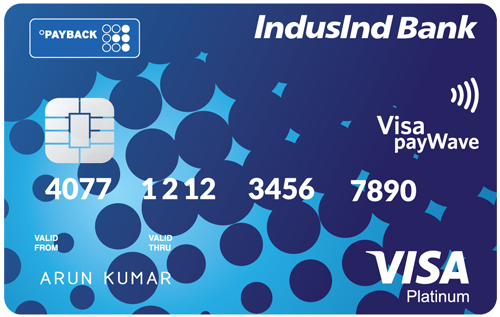 °PAYBACK
IndusInd Bank
Visa
payWave
4077 1212 3456 7890
VALID
FROM
VALID
THRU
ARUN KUMAR
VISA
Platinum